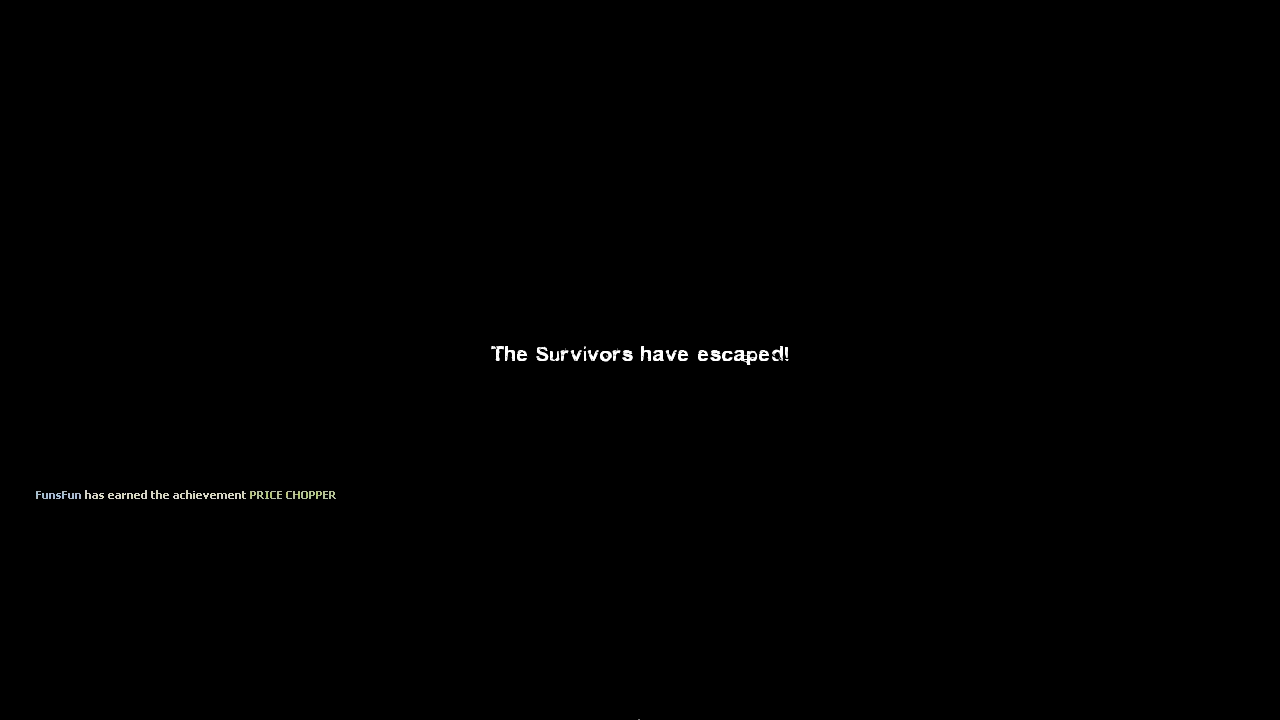 The Survivors have escaped!
FunsFun has earned the achievement PRICE CHOPPER